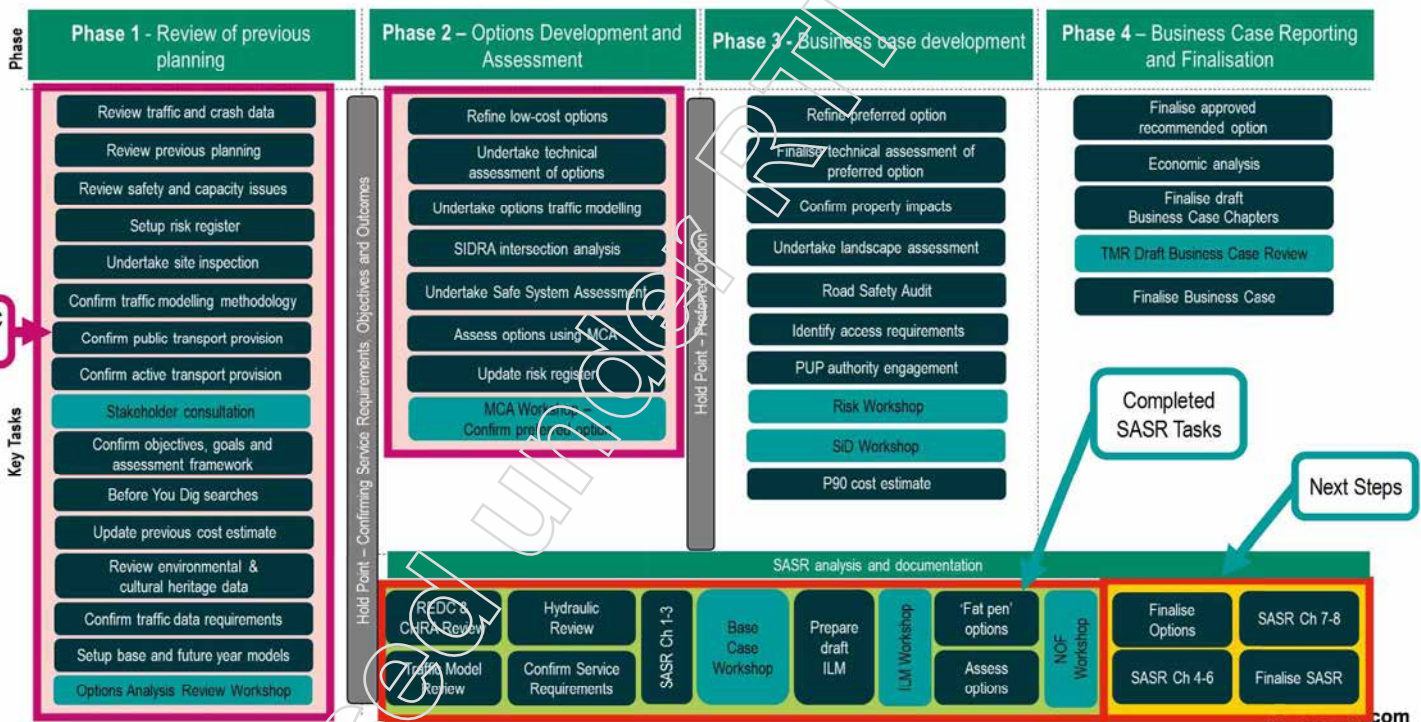 Phase
Phase 1 - Review of previous
planning
Phase 2 – Options Development and
Assessment
Phase 3 - Business case development
Phase 4 – Business Case Reporting
and Finalisation
Key Tasks
Review traffic and crash data
Review previous planning
Review safety and capacity issues
Setup risk register
Undertake site inspection
Confirm traffic modelling methodology
Confirm public transport provision
Confirm active transport provision
Stakeholder consultation
Confirm objectives, goals and
assessment framework
Before You Dig searches
Update previous cost estimate
Review environmental &
cultural heritage data
Confirm traffic data requirements
Setup base and future year models
Options Analysis Review Workshop
Hold Point – Confirming Service Requirements, Objectives and Outcomes
Refine low-cost options
Undertake technical
assessment of options
Undertake options traffic modelling
SIDRA intersection analysis
Undertake Safe System Assessment
Assess options using MCA
Update risk register
MCA Workshop –
Confirm preferred option
Hold Point – Preferred Option
Refine preferred option
Finalise technical assessment of
preferred option
Confirm property impacts
Undertake landscape assessment
Road Safety Audit
Identify access requirements
PUP authority engagement
Risk Workshop
SiD Workshop
P90 cost estimate
Finalise approved
recommended option
Economic analysis
Finalise draft
Business Case Chapters
TMR Draft Business Case Review
Finalise Business Case
Completed
SASR Tasks
Next Steps
SASR analysis and documentation
REDC &
CHRA Review
Traffic Model
Review
Hydraulic
Review
Confirm Service
Requirements
SASR Ch 1-3
Base
Case
Workshop
Prepare
draft
ILM
ILM Workshop
'Fat pen'
options
Assess
options
NOF
Workshop
Finalise
Options
SASR Ch 7-8
SASR Ch 4-6
Finalise SASR
com
ed under RTI